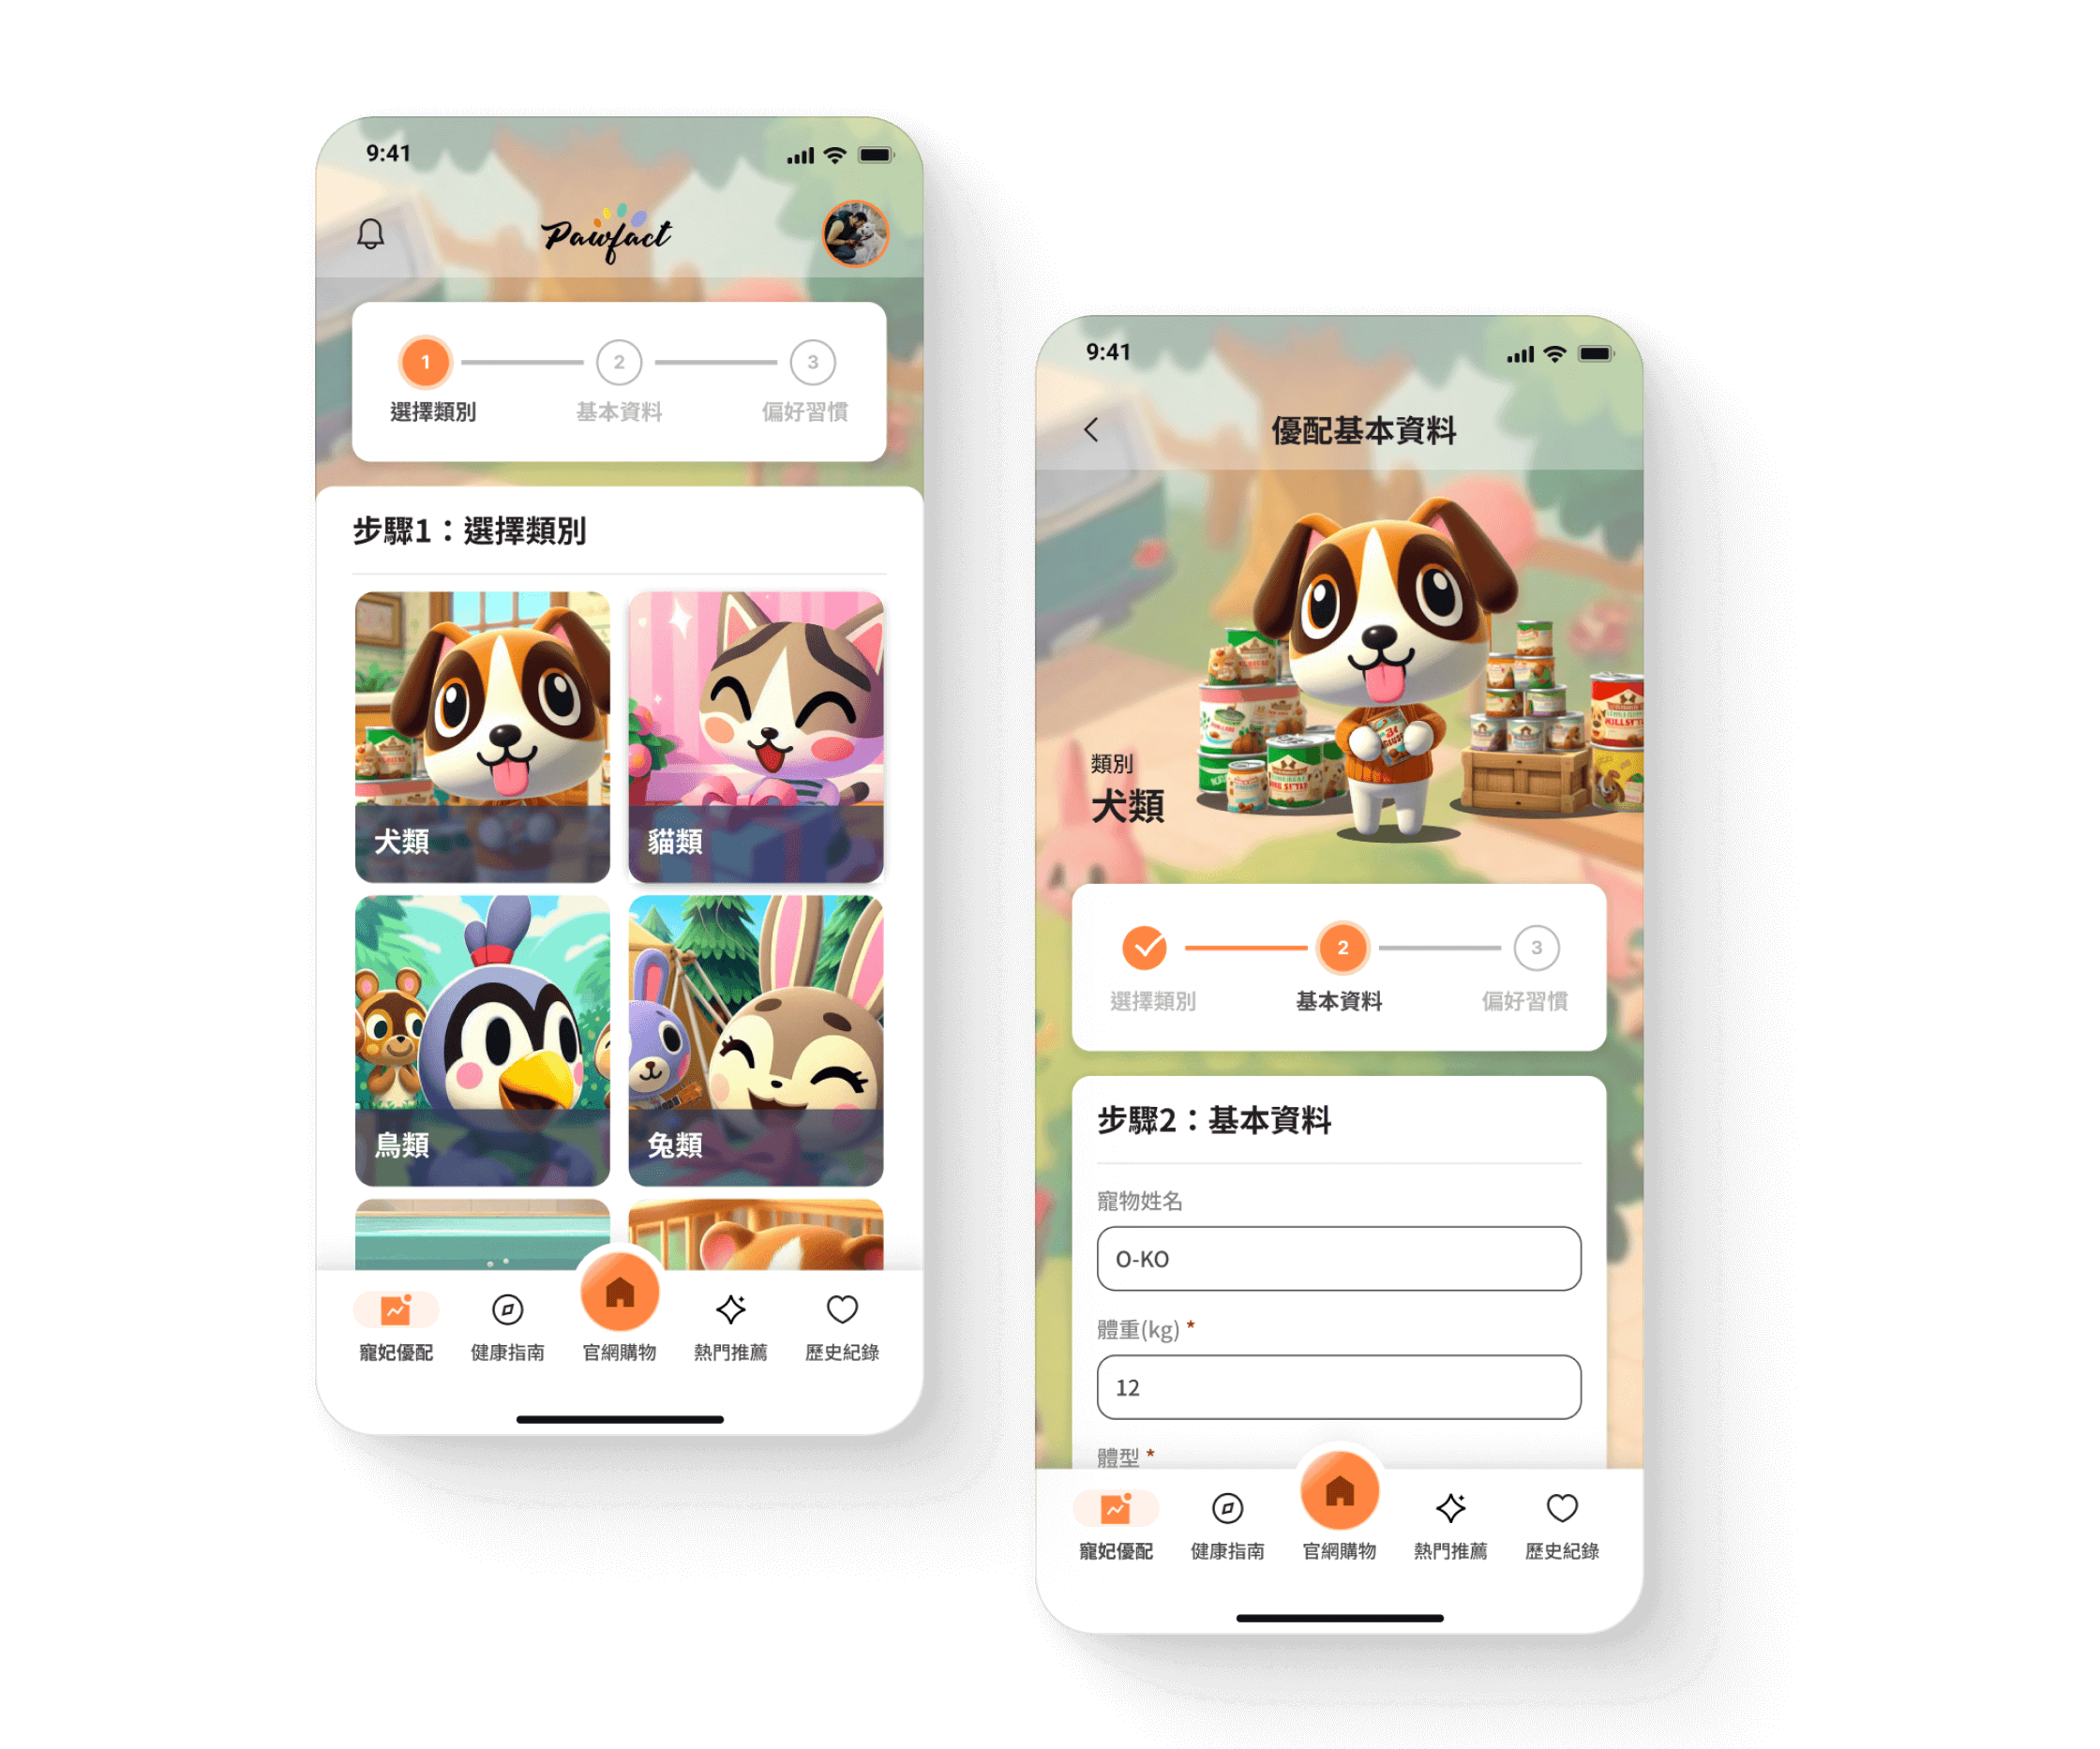 9:41
Pawfact
1
2
3
選擇類別
基本資料
偏好習慣
步驟1：選擇類別
犬類
貓類
鳥類
兔類
寵妃優配
健康指南
官網購物
熱門推薦
歷史紀錄
9:41
優配基本資料
類別
犬類
2
3
選擇類別
基本資料
偏好習慣
步驟2：基本資料
寵物姓名
O-KO
體重(kg) *
12
體型 *
寵妃優配
健康指南
官網購物
熱門推薦
歷史紀錄